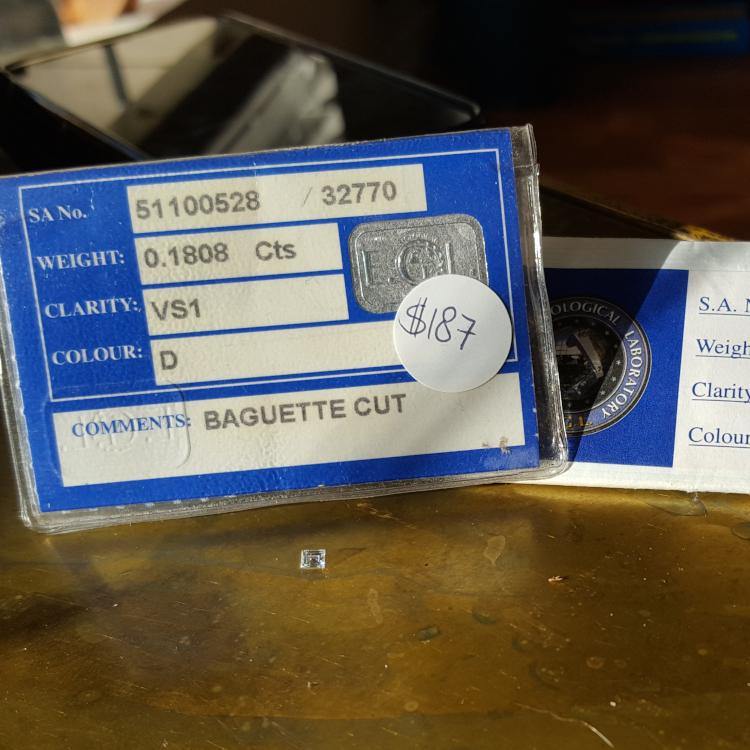 SA No. 51100528 / 32770
WEIGHT: 0.1808 Cts
E.G.L.
CLARITY: VS1
$187
COLOUR: D
COMMENTS: BAGUETTE CUT
OLOGICAL LABORATORY
S.A. N
Weigh
Clarity
Colour